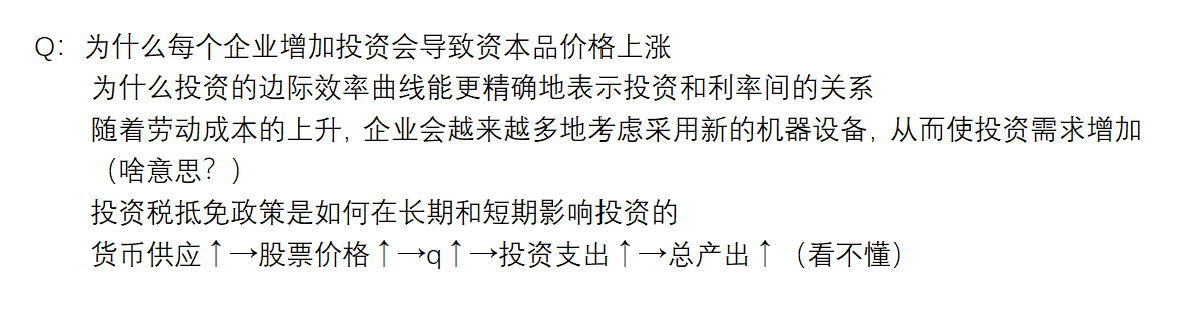 Q：为什么每个企业增加投资会导致资本品价格上涨
为什么投资的边际效率曲线能更精确地表示投资和利率间的关系
随着劳动成本的上升，企业会越来越多地考虑采用新的机器设备，从而使投资需求增加
（啥意思？）
投资税抵免政策是如何在长期和短期影响投资的
货币供应↑→股票价格↑→q↑→投资支出↑→总产出↑（看不懂）